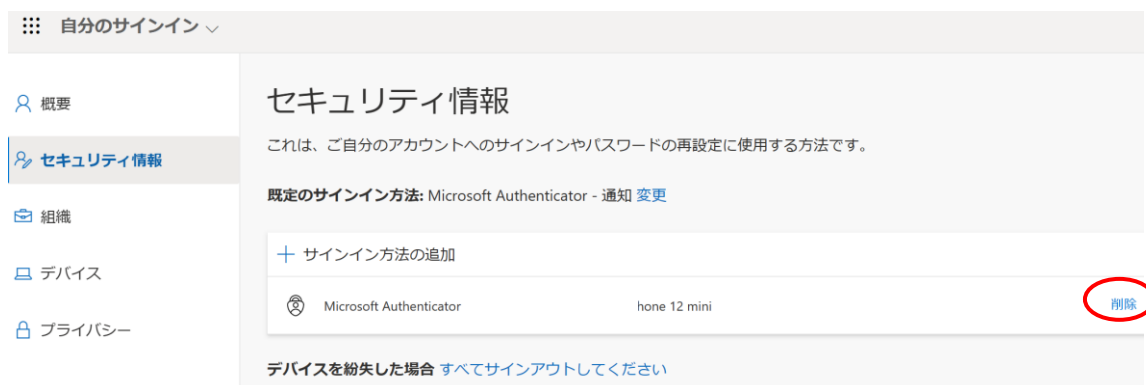 自分のサインイン
概要
セキュリティ情報
組織
デバイス
プライバシー
セキュリティ情報
これは、ご自分のアカウントへのサインインやパスワードの再設定に使用する方法です。
既定のサインイン方法: Microsoft Authenticator - 通知 変更
サインイン方法の追加
Microsoft Authenticator hone 12 mini 削除
デバイスを紛失した場合 すべてサインアウトしてください